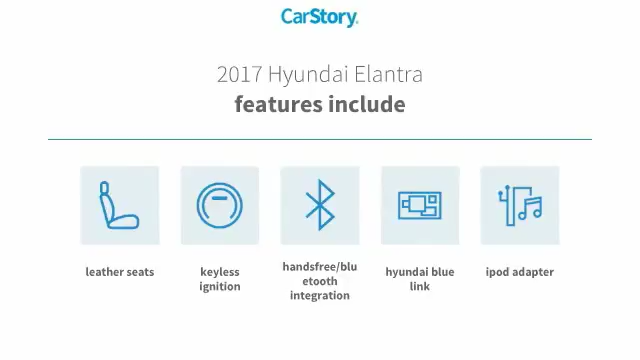 CarStory.
2017 Hyundai Elantra
features include
leather seats
keyless
ignition
handsfree/blu
etooth
integration
hyundai blue
link
ipod adapter